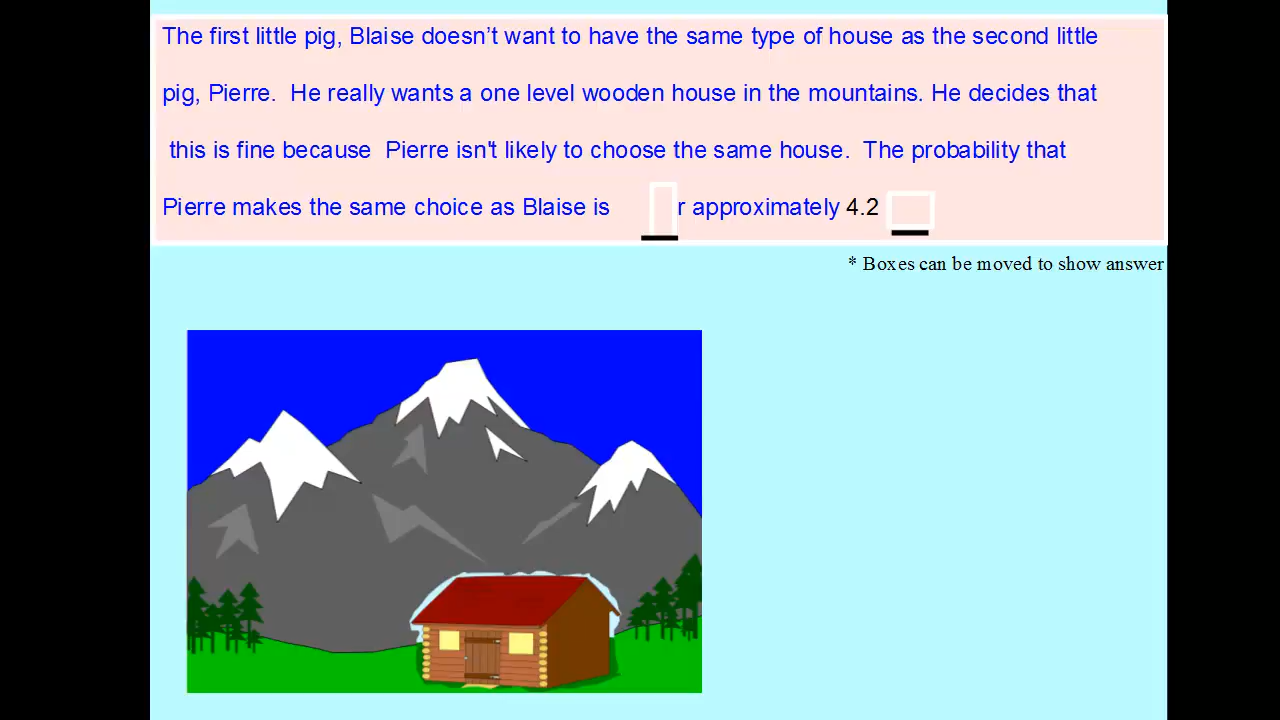 The first little pig, Blaise doesn’t want to have the same type of house as the second little
pig, Pierre. He really wants a one level wooden house in the mountains. He decides that
this is fine because Pierre isn't likely to choose the same house. The probability that
Pierre makes the same choice as Blaise is r approximately 4.2
* Boxes can be moved to show answer